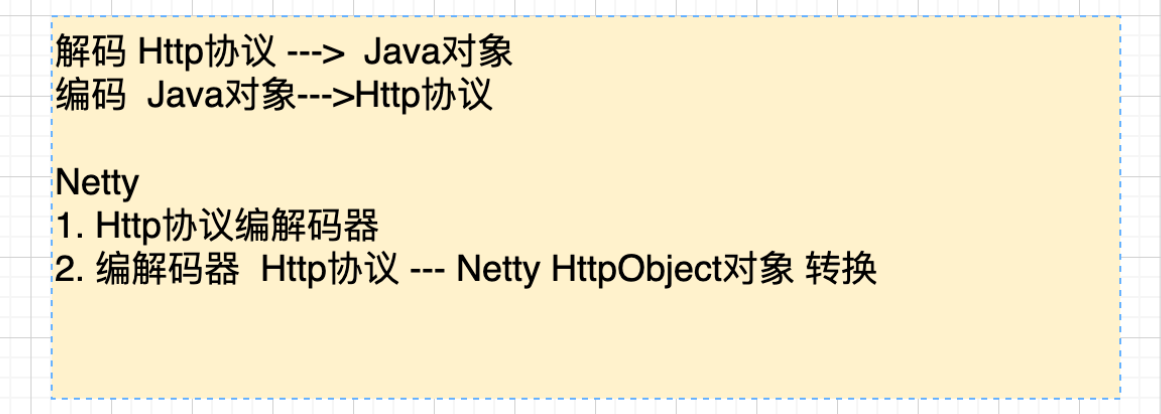 解码 Http协议 ---> Java对象
编码 Java对象--->Http协议
Netty
1. Http协议编解码器
2. 编解码器 Http协议 --- Netty HttpObject对象 转换